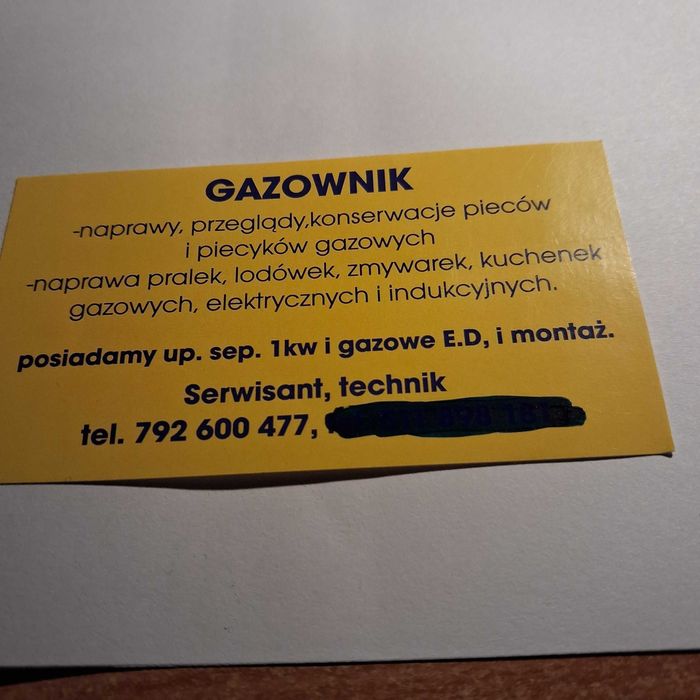 GAZOWNIK
-naprawy, przeglądy,konserwacje pieców
i piecyków gazowych
-naprawa pralek, lodówek, zmywarek, kuchenek
gazowych, elektrycznych i indukcyjnych.
posiadamy up. sep. 1kw i gazowe E.D, i montaż.
Serwisant, technik
tel. 792 600 477,